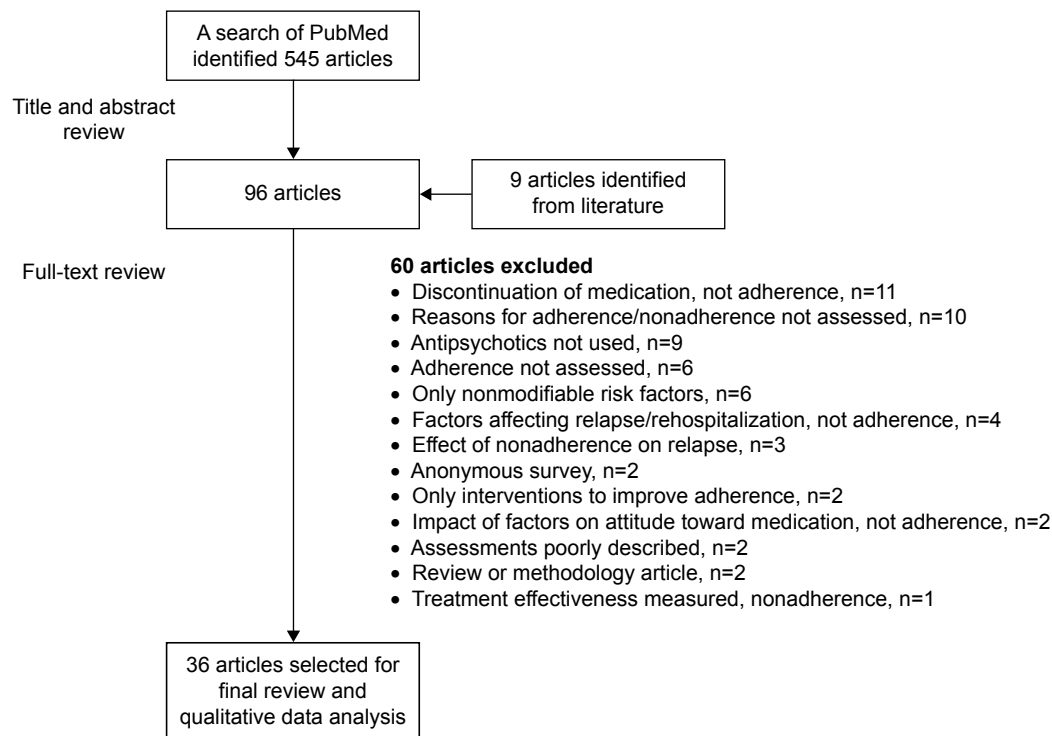 A search of PubMed
identified 545 articles
Title and abstract
review
96 articles
9 articles identified
from literature
Full-text review
60 articles excluded
• Discontinuation of medication, not adherence, n=11
• Reasons for adherence/nonadherence not assessed, n=10
• Antipsychotics not used, n=9
• Adherence not assessed, n=6
• Only nonmodifiable risk factors, n=6
• Factors affecting relapse/rehospitalization, not adherence, n=4
• Effect of nonadherence on relapse, n=3
• Anonymous survey, n=2
• Only interventions to improve adherence, n=2
• Impact of factors on attitude toward medication, not adherence, n=2
• Assessments poorly described, n=2
• Review or methodology article, n=2
• Treatment effectiveness measured, nonadherence, n=1
36 articles selected for
final review and
qualitative data analysis